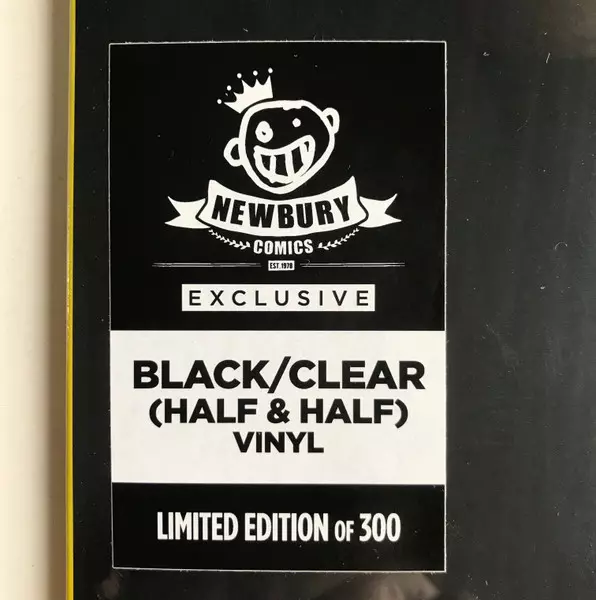 NEWBURY
COMICS
EST. 1978
EXCLUSIVE
BLACK/CLEAR
(HALF & HALF)
VINYL
LIMITED EDITION OF 300